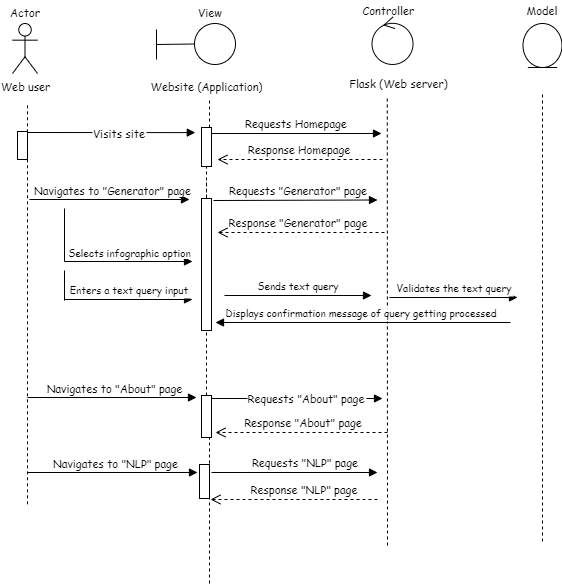 Actor
View
Controller
Model
Web user
Website (Application)
Flask (Web server)
Visits site
Requests Homepage
Response Homepage
Navigates to "Generator" page
Requests "Generator" page
Response "Generator" page
Selects infographic option
Enters a text query input
Sends text query
Validates the text query
Displays confirmation message of query getting processed
Navigates to "About" page
Requests "About" page
Response "About" page
Navigates to "NLP" page
Requests "NLP" page
Response "NLP" page